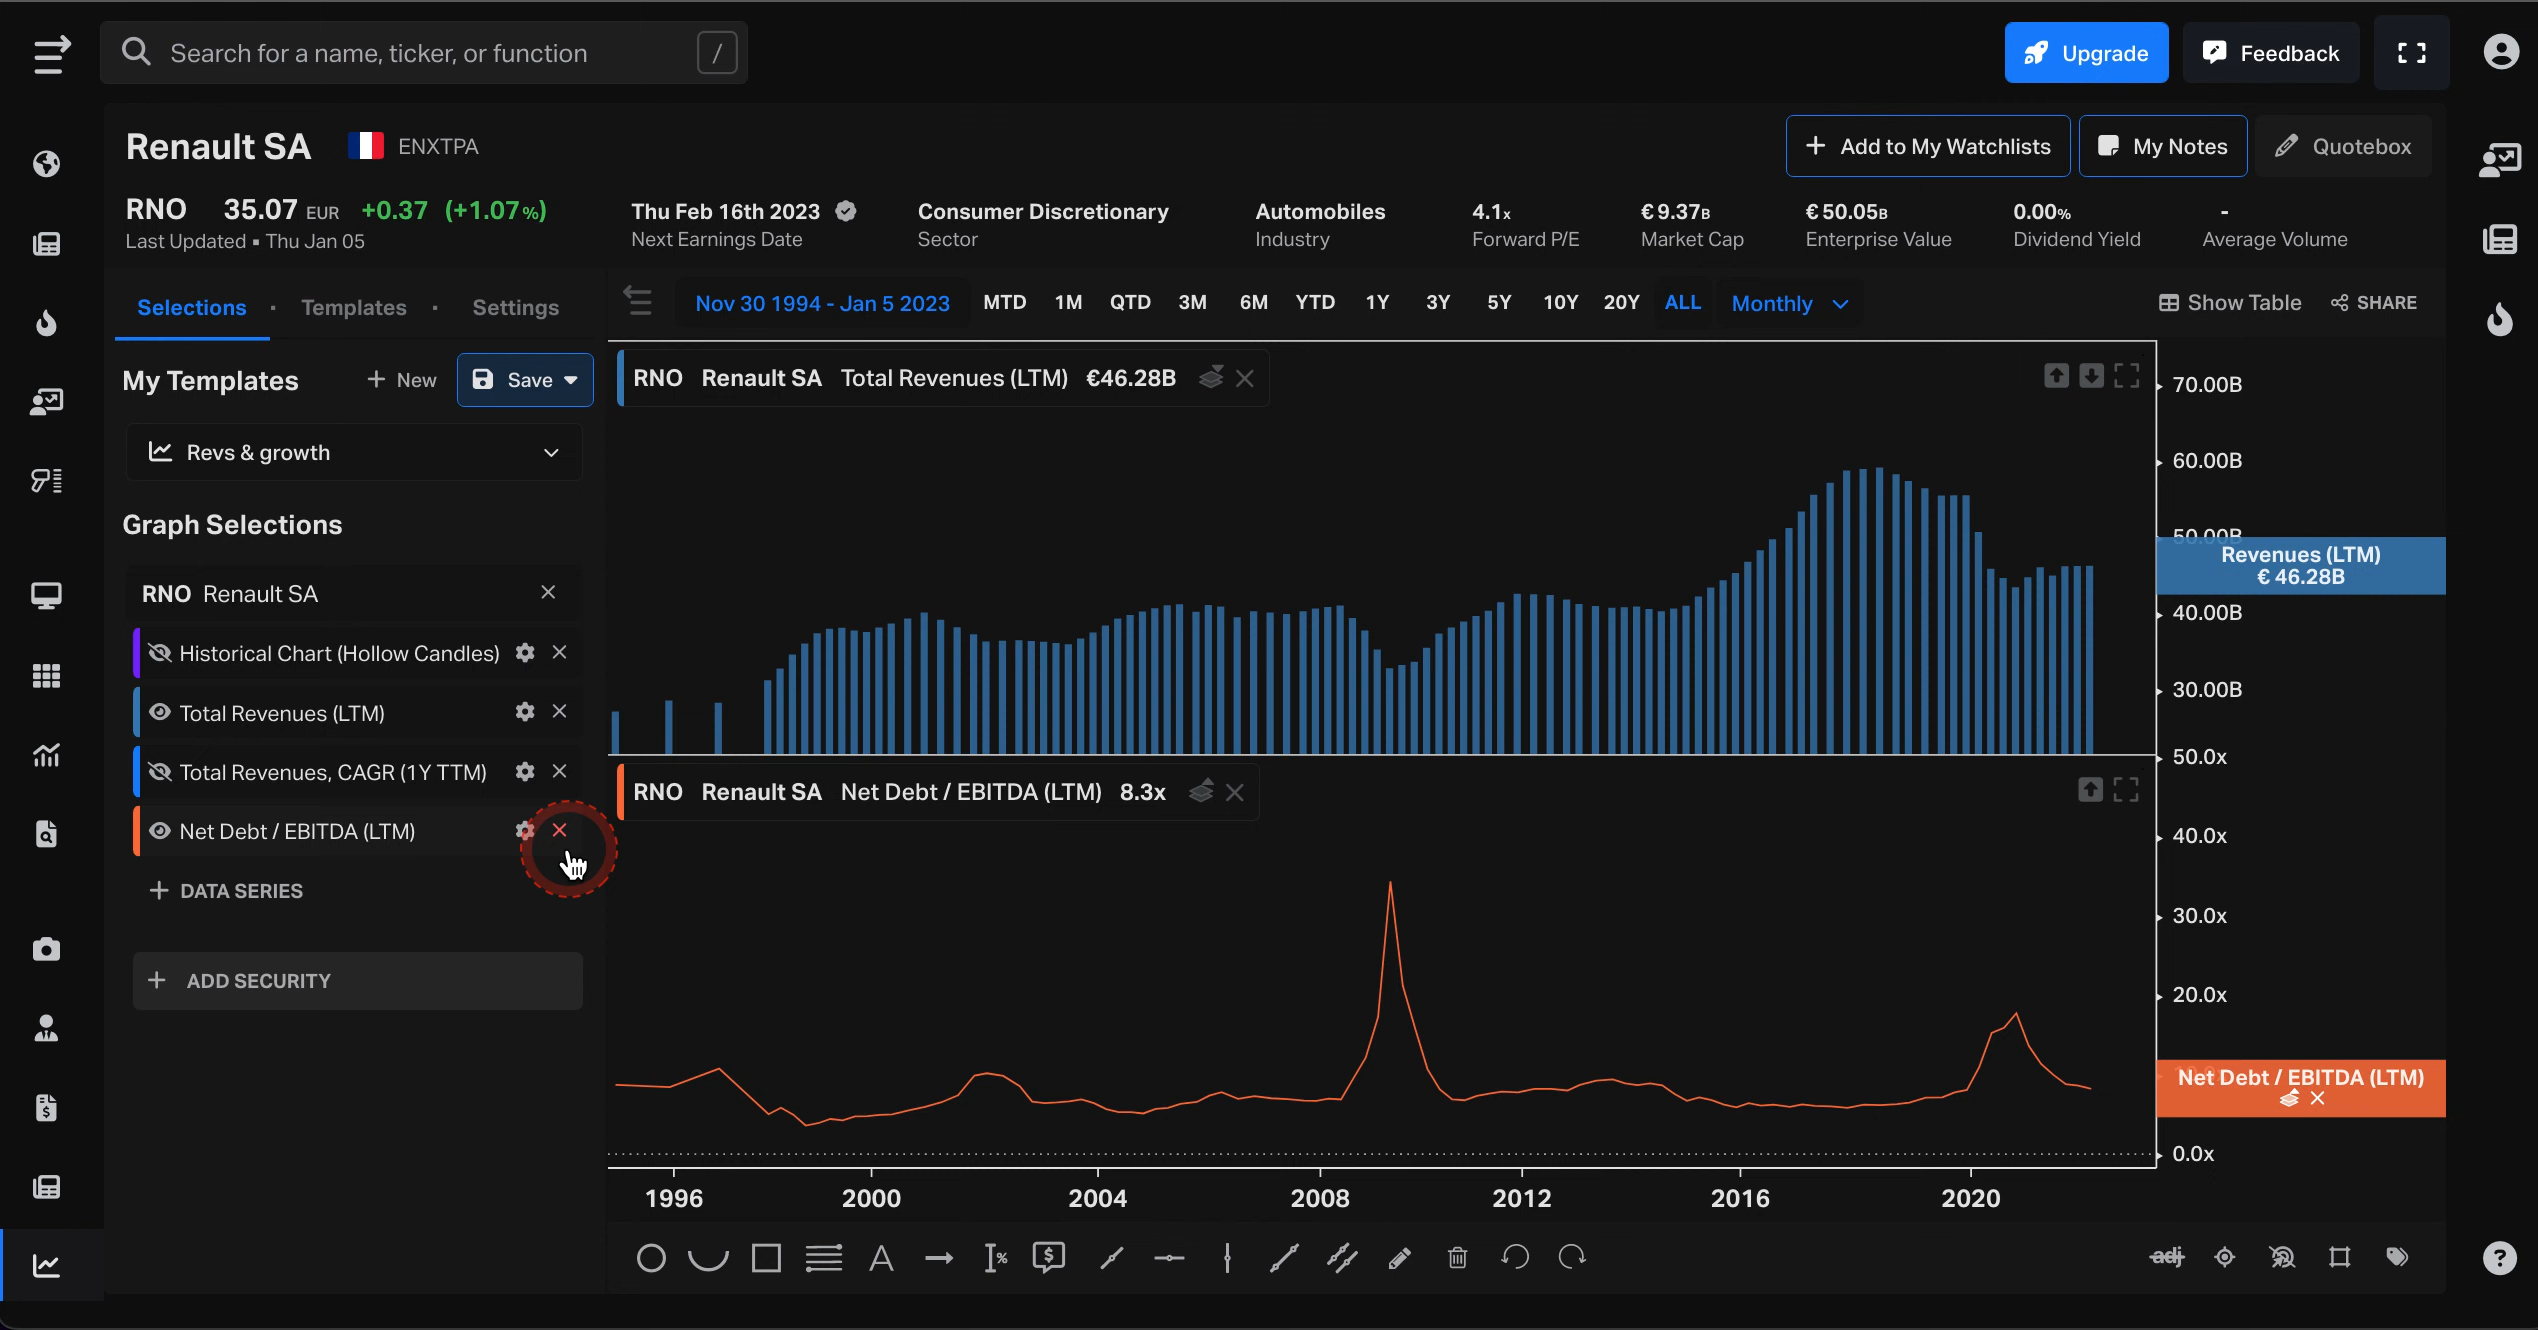 Search for a name, ticker, or function /
Upgrade
Feedback
Renault SA ENXTPA
+ Add to My Watchlists
My Notes
Quotebox
RNO 35.07 EUR +0.37 (+1.07%)
Last Updated ▪ Thu Jan 05
Thu Feb 16th 2023
Next Earnings Date
Consumer Discretionary
Sector
Automobiles
Industry
4.1x
Forward P/E
€9.37B
Market Cap
€50.05B
Enterprise Value
0.00%
Dividend Yield
-
Average Volume
Selections · Templates · Settings
Nov 30 1994 - Jan 5 2023 MTD 1M QTD 3M 6M YTD 1Y 3Y 5Y 10Y 20Y ALL Monthly
Show Table SHARE
My Templates + New Save
Revs & growth
Graph Selections
RNO Renault SA
Historical Chart (Hollow Candles)
Total Revenues (LTM)
Total Revenues, CAGR (1Y TTM)
Net Debt / EBITDA (LTM)
+ DATA SERIES
+ ADD SECURITY
RNO Renault SA Total Revenues (LTM) €46.28B
70.00B
60.00B
50.00B
Revenues (LTM)
€ 46.28B
40.00B
30.00B
RNO Renault SA Net Debt / EBITDA (LTM) 8.3x
50.0x
40.0x
30.0x
20.0x
Net Debt / EBITDA (LTM)
0.0x
1996 2000 2004 2008 2012 2016 2020
A
%
$
adj
?